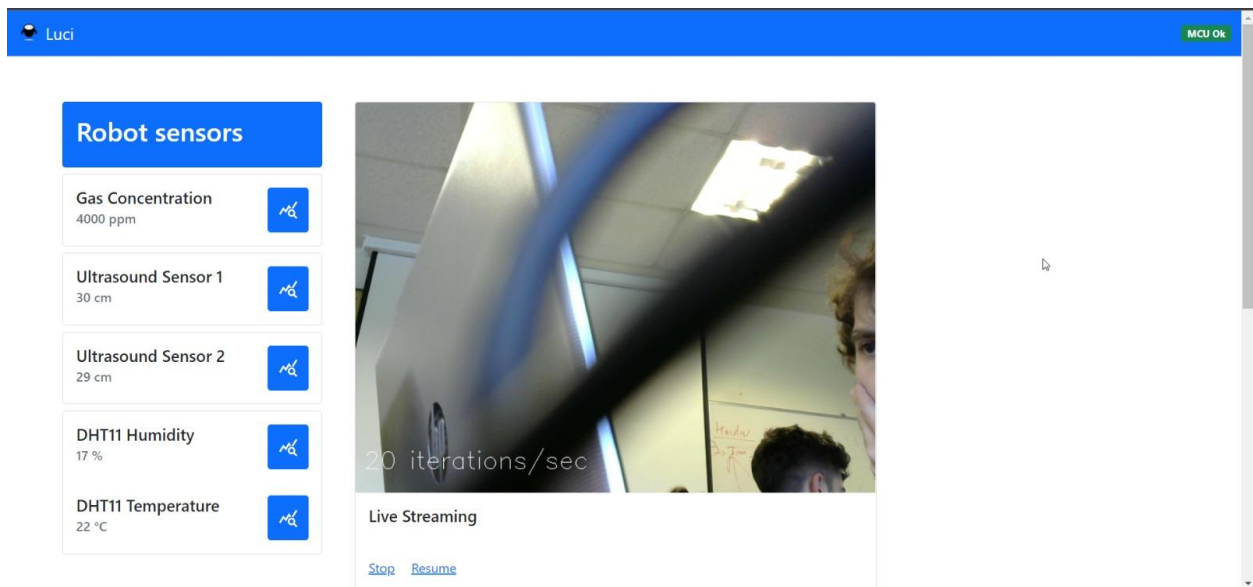 Luci
MCU Ok
Robot sensors
Gas Concentration
4000 ppm
Ultrasound Sensor 1
30 cm
Ultrasound Sensor 2
29 cm
DHT11 Humidity
17 %
DHT11 Temperature
22 °C
20 iterations/sec
Live Streaming
Stop Resume